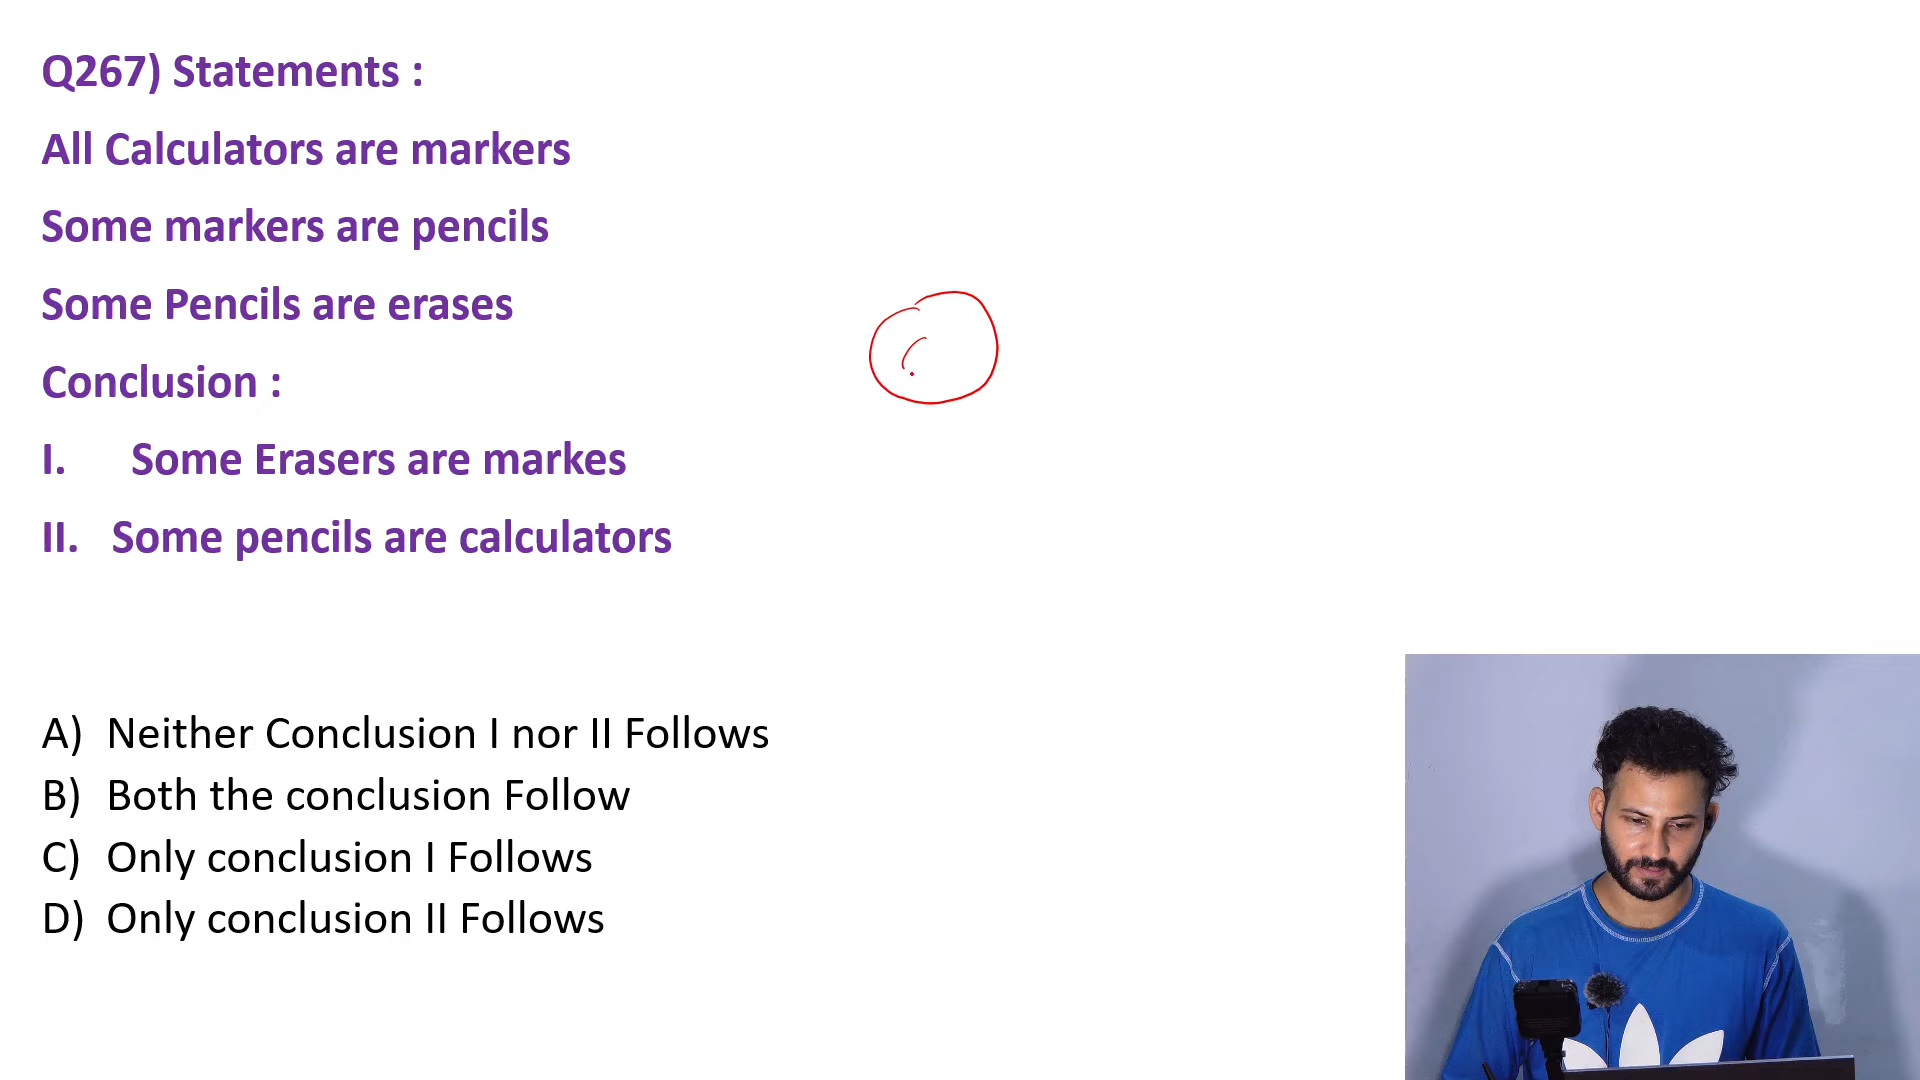 Q267) Statements :
All Calculators are markers
Some markers are pencils
Some Pencils are erases
Conclusion :
I. Some Erasers are markes
II. Some pencils are calculators
A) Neither Conclusion I nor II Follows
B) Both the conclusion Follow
C) Only conclusion I Follows
D) Only conclusion II Follows